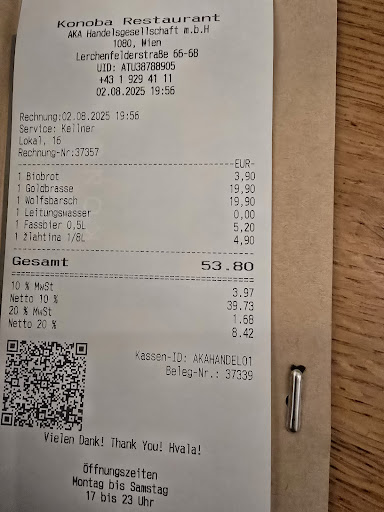 Konoba Restaurant
AKA Handelsgesellschaft m.b.H
1080, Wien
Lerchenfelderstraße 66-68
UID: ATU38788905
+43 1 929 41 11
02.08.2025 19:56
Rechnung:02.08.2025 19:56
Service: Kellner
Lokal, 16
Rechnung-Nr:37357
-EUR-
1 Biobrot 3,90
1 Goldbrasse 19,90
1 Wolfsbarsch 19,90
1 Leitungswasser 0,00
1 Fassbier 0,5L 5,20
1 Žlahtina 1/8L 4,90
Gesamt 53.80
10 % MwSt 3.97
Netto 10 % 39.73
20 % MwSt 1.68
Netto 20 % 8.42
Kassen-ID: AKAHANDEL01
Beleg-Nr.: 37339
Vielen Dank! Thank You! Hvala!
Öffnungszeiten
Montag bis Samstag
17 bis 23 Uhr